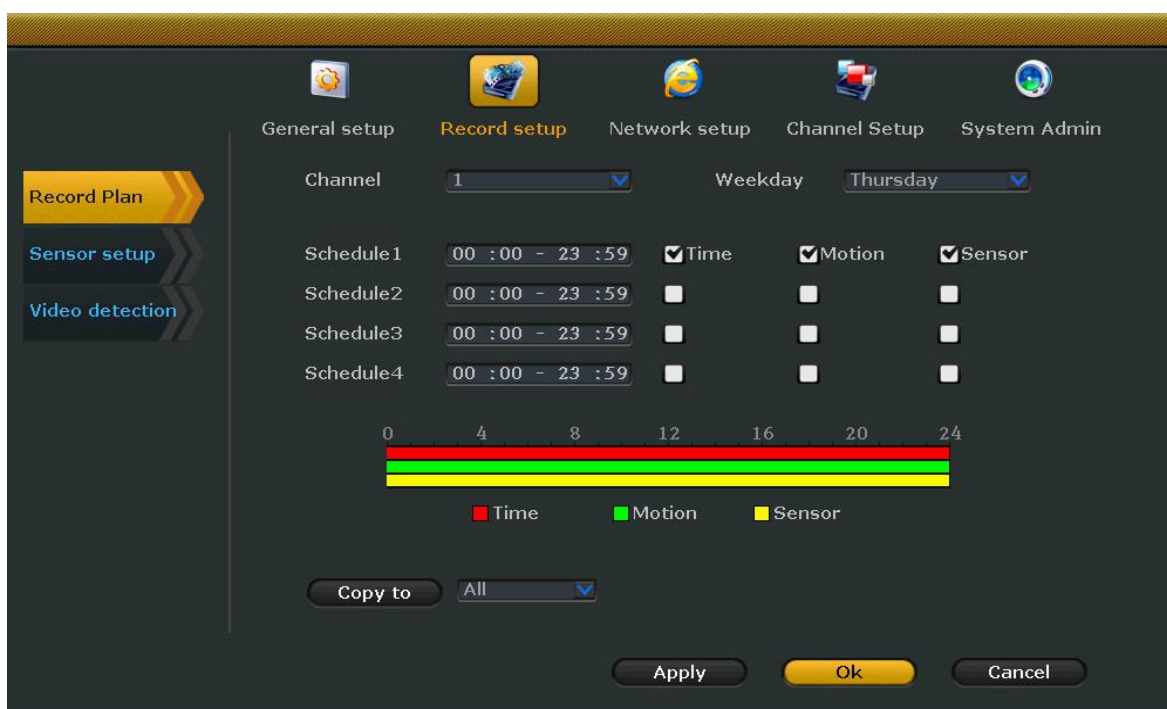 General setup Record setup Network setup Channel Setup System Admin
Channel 1 Weekday Thursday
Record Plan
Sensor setup
Video detection
Schedule1 00 :00 - 23 :59 Time Motion Sensor
Schedule2 00 :00 - 23 :59
Schedule3 00 :00 - 23 :59
Schedule4 00 :00 - 23 :59
0 4 8 12 16 20 24
Time Motion Sensor
Copy to All
Apply Ok Cancel